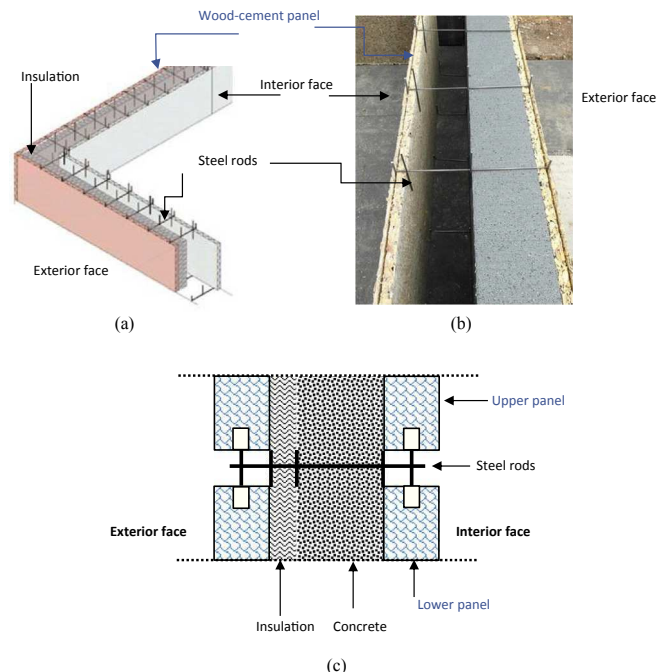 Wood-cement panel
Insulation
Interior face
Exterior face
Steel rods
Exterior face
(a)
(b)
Upper panel
Steel rods
Exterior face
Interior face
Lower panel
Insulation
Concrete
(c)